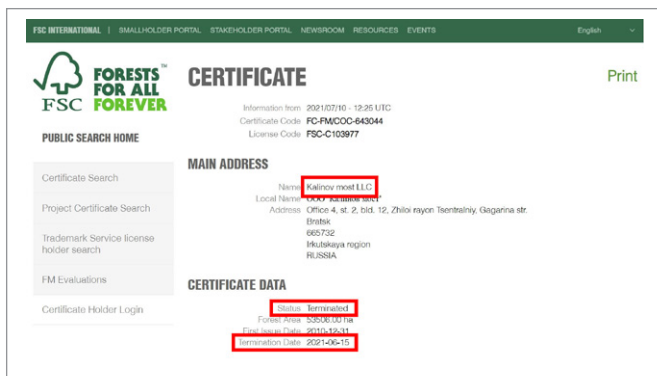 FSC INTERNATIONAL | SMALLHOLDER PORTAL STAKEHOLDER PORTAL NEWSROOM RESOURCES EVENTS English
FSC
FORESTS
FOR ALL
FOREVER
™
PUBLIC SEARCH HOME
Certificate Search
Project Certificate Search
Trademark Service license
holder search
FM Evaluations
Certificate Holder Login
CERTIFICATE
Print
Information from 2021/07/10 - 12:25 UTC
Certificate Code FC-FM/COC-643044
License Code FSC-C103977
MAIN ADDRESS
Name Kalinov most LLC
Local Name ООО
Address Office 4, st. 2, bld. 12, Zhiloi rayon Tsentralniy, Gagarina str.
Bratsk
665732
Irkutskaya region
RUSSIA
CERTIFICATE DATA
Status Terminated
Forest Area 53506.00 ha
First Issue Date 2010-12-31
Termination Date 2021-06-15